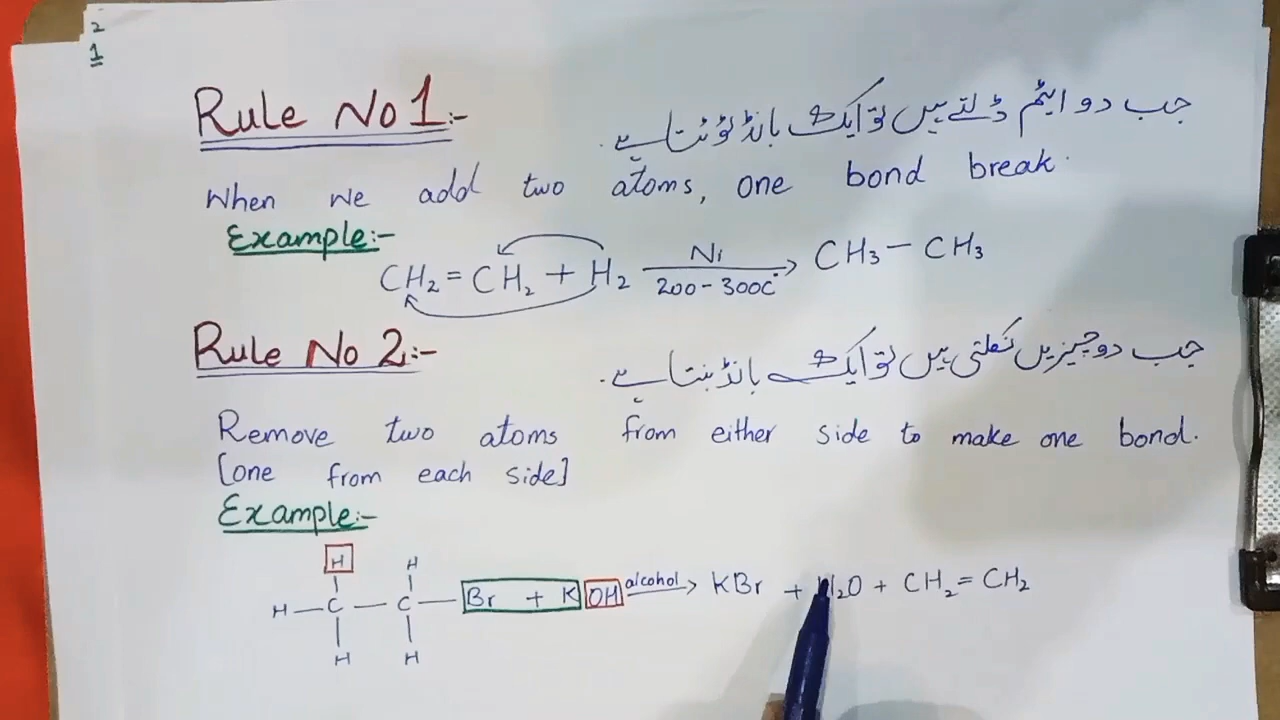 2
1
Rule No 1:-
جب دو ایٹم ڈلتے ہیں تو ایک بانڈ ٹوٹتا ہے.
When we add two atoms, one bond break.
Example:-
CH₂ = CH₂ + H₂ Ni 200-300C° → CH₃ — CH₃
Rule No 2:-
جب دو چیزیں نکلتی ہیں تو ایک بانڈ بنتا ہے.
Remove two atoms from either side to make one bond.
[one from each side]
Example:-
H H
H — C — C — Br + K OH alcohol → KBr + H₂O + CH₂ = CH₂
H H